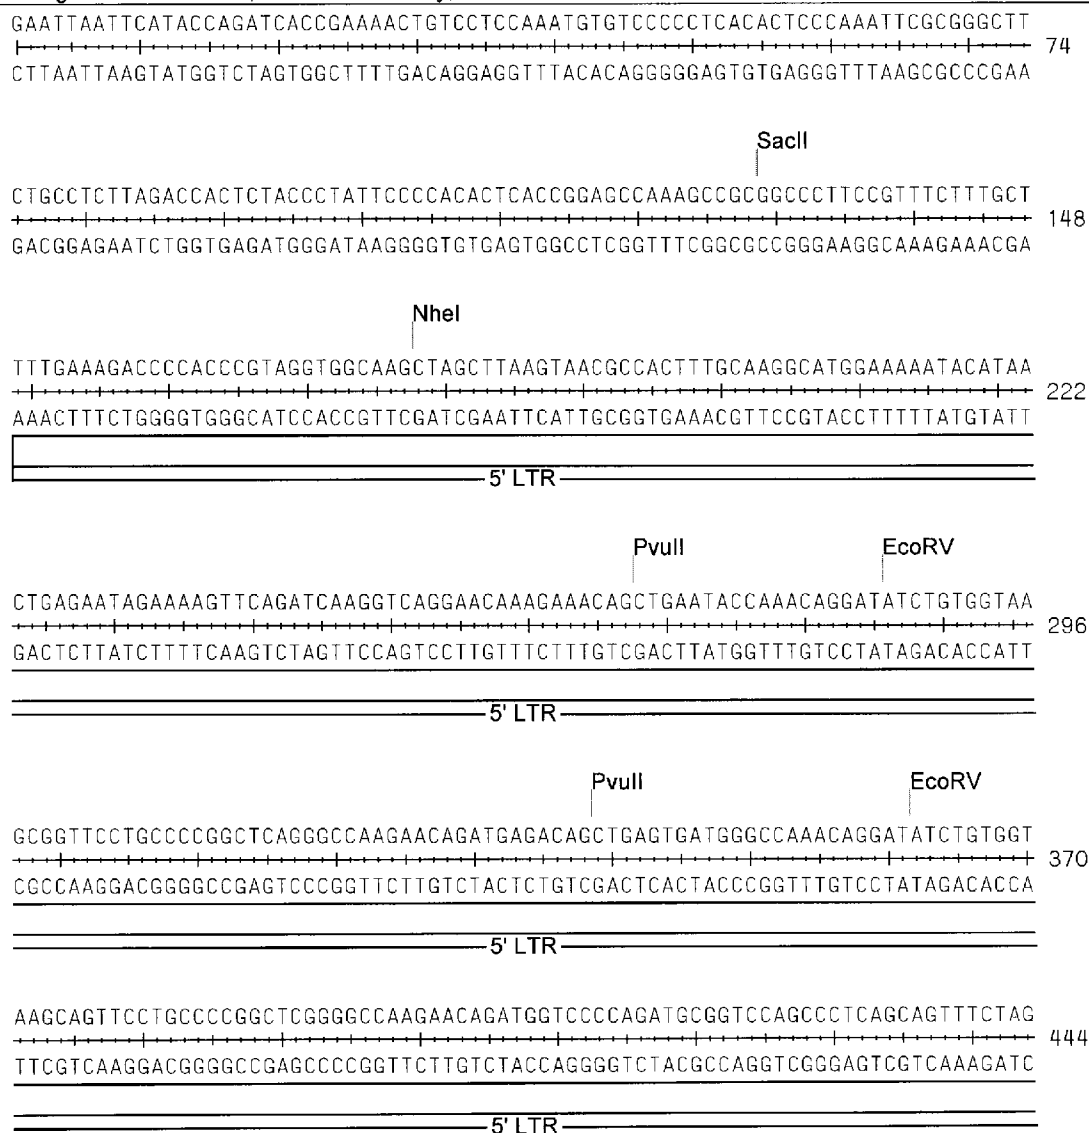 GAATTAATTCATACCAGATCACCGAAAACTGTCCTCCAAATGTGTCCCCCTCACACTCCCAAATTCGCGGGCTT
74
CTTAATTAAGTATGGTCTAGTGGCTTTTGACAGGAGGTTTACACAGGGGGAGTGTGAGGGTTTAAGCGCCCGAA
SacII
CTGCCTCTTAGACCACTCTACCCTATTCCCCACACTCACCGGAGCCAAAGCCGCGGCCCTTCCGTTTCTTTGCT
148
GACGGAGAATCTGGTGAGATGGGATAAGGGGTGTGAGTGGCCTCGGTTTCGGCGCCGGGAAGGCAAAGAAACGA
NheI
TTTGAAAGACCCCACCCGTAGGTGGCAAGCTAGCTTAAGTAACGCCACTTTGCAAGGCATGGAAAAATACATAA
222
AAACTTTCTGGGGTGGGCATCCACCGTTCGATCGAATTCATTGCGGTGAAACGTTCCGTACCTTTTTATGTATT
5' LTR
PvuII EcoRV
CTGAGAATAGAAAAGTTCAGATCAAGGTCAGGAACAAAGAAACAGCTGAATACCAAACAGGATATCTGTGGTAA
296
GACTCTTATCTTTTCAAGTCTAGTTCCAGTCCTTGTTTCTTTGTCGACTTATGGTTTGTCCTATAGACACCATT
5' LTR
PvuII EcoRV
GCGGTTCCTGCCCCGGCTCAGGGCCAAGAACAGATGAGACAGCTGAGTGATGGGCCAAACAGGATATCTGTGGT
370
CGCCAAGGACGGGGCCGAGTCCCGGTTCTTGTCTACTCTGTCGACTCACTACCCGGTTTGTCCTATAGACACCA
5' LTR
AAGCAGTTCCTGCCCCGGCTCGGGGCCAAGAACAGATGGTCCCCAGATGCGGTCCAGCCCTCAGCAGTTTCTAG
444
TTCGTCAAGGACGGGGCCGAGCCCCGGTTCTTGTCTACCAGGGGTCTACGCCAGGTCGGGAGTCGTCAAAGATC
5' LTR